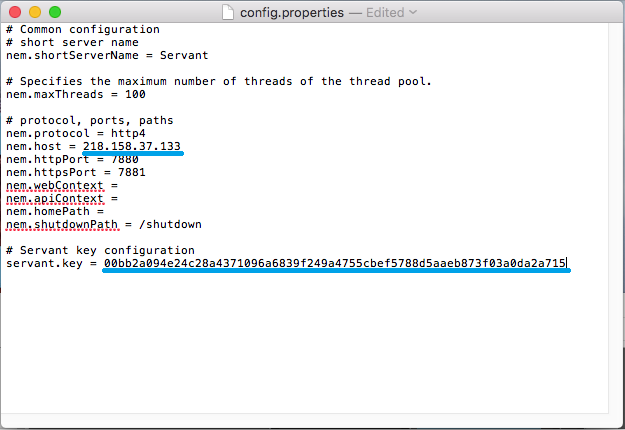 config.properties — Edited
# Common configuration
# short server name
nem.shortServerName = Servant
# Specifies the maximum number of threads of the thread pool.
nem.maxThreads = 100
# protocol, ports, paths
nem.protocol = http4
nem.host = 218.158.37.133
nem.httpPort = 7880
nem.httpsPort = 7881
nem.webContext =
nem.apiContext =
nem.homePath =
nem.shutdownPath = /shutdown
# Servant key configuration
servant.key = 00bb2a094e24c28a4371096a6839f249a4755cbef5788d5aaeb873f03a0da2a715